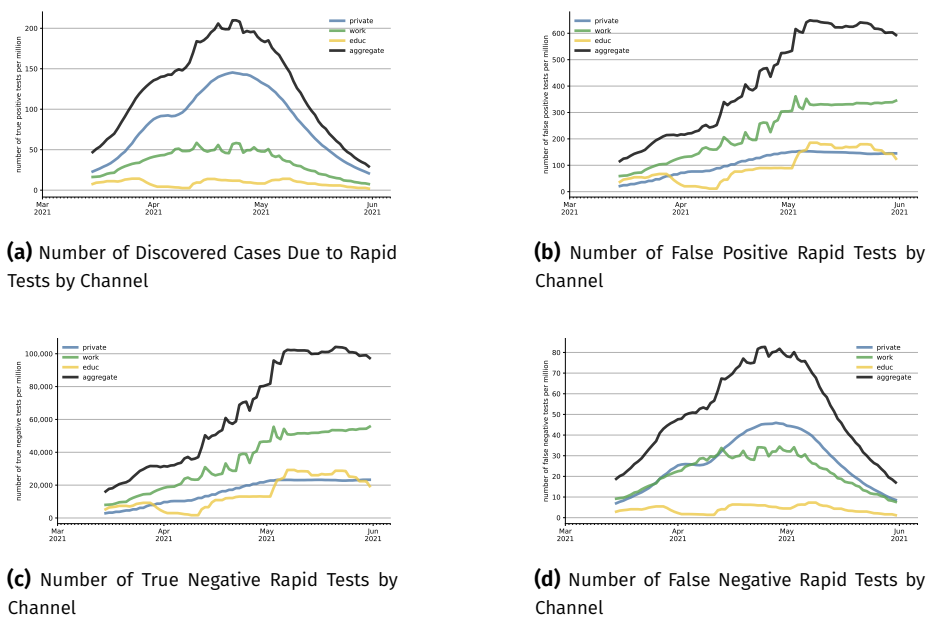 number of true positive tests per million
200
150
100
50
0
private
work
educ
aggregate
Mar
2021
Apr
2021
May
2021
Jun
2021
(a) Number of Discovered Cases Due to Rapid
Tests by Channel
number of false positive tests per million
600
500
400
300
200
100
0
private
work
educ
aggregate
Mar
2021
Apr
2021
May
2021
Jun
2021
(b) Number of False Positive Rapid Tests by
Channel
number of true negative tests per million
100,000
80,000
60,000
40,000
20,000
0
private
work
educ
aggregate
Mar
2021
Apr
2021
May
2021
Jun
2021
(c) Number of True Negative Rapid Tests by
Channel
number of false negative tests per million
80
70
60
50
40
30
20
10
0
private
work
educ
aggregate
Mar
2021
Apr
2021
May
2021
Jun
2021
(d) Number of False Negative Rapid Tests by
Channel